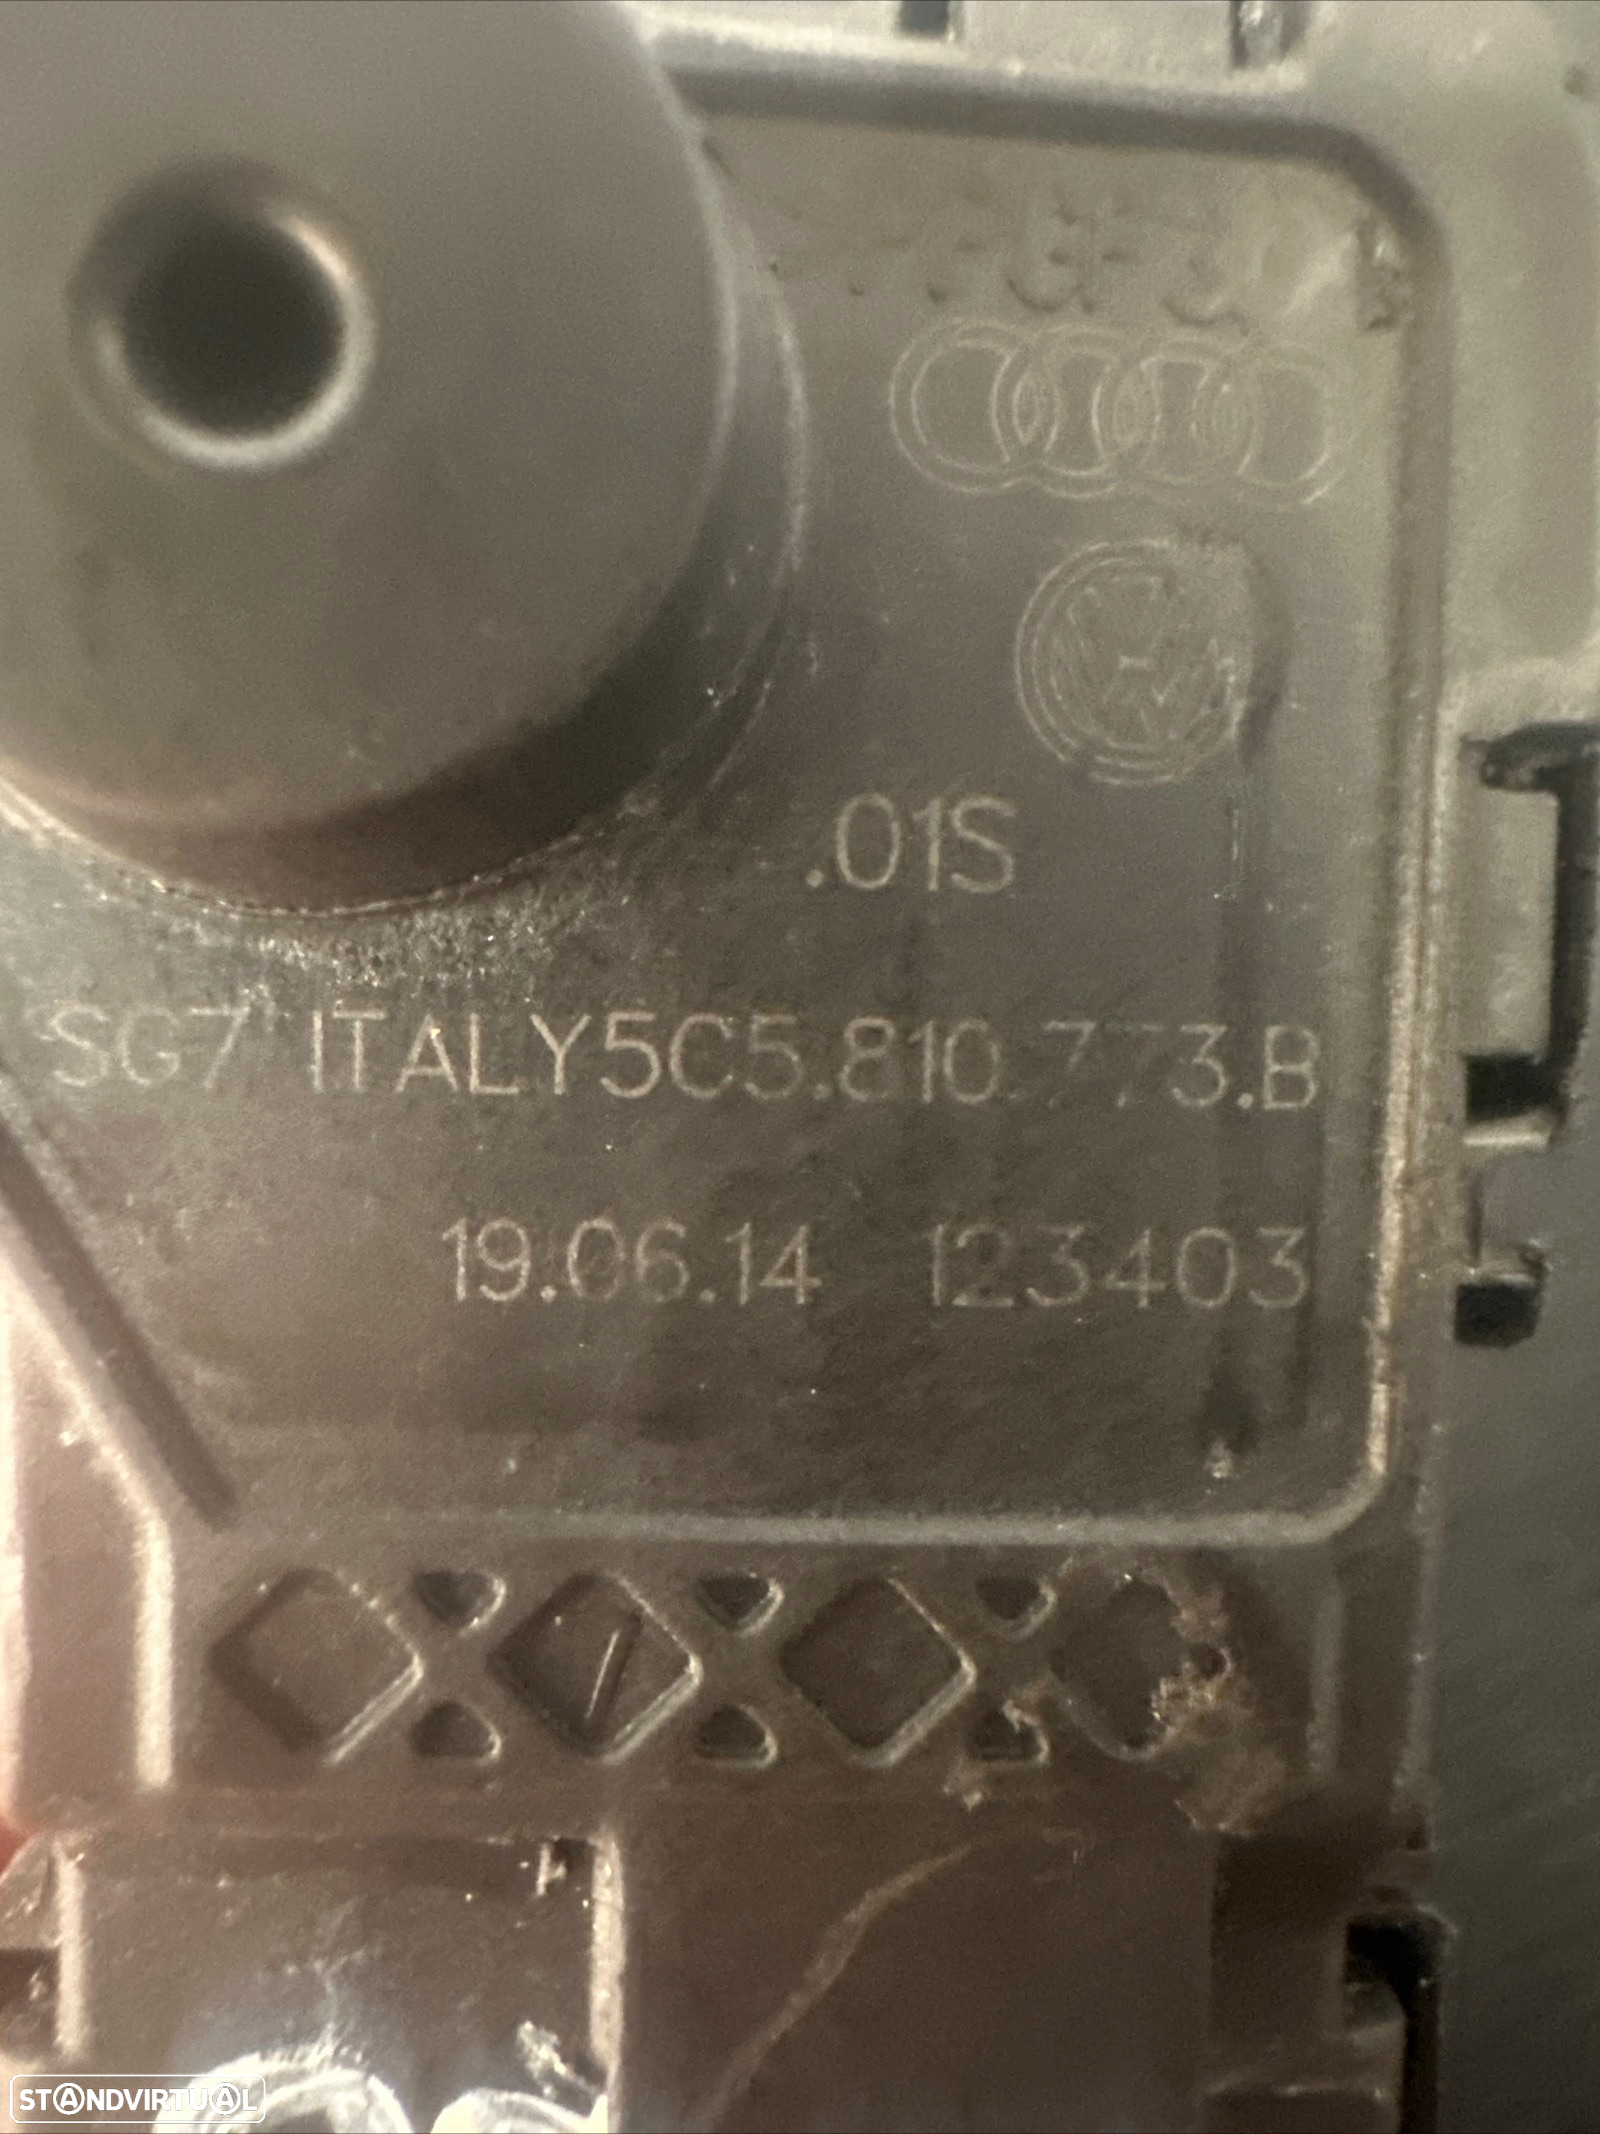 .01S
SG7 ITALY5C5.810.773.B
19.06.14 123403
STANDVIRTUAL